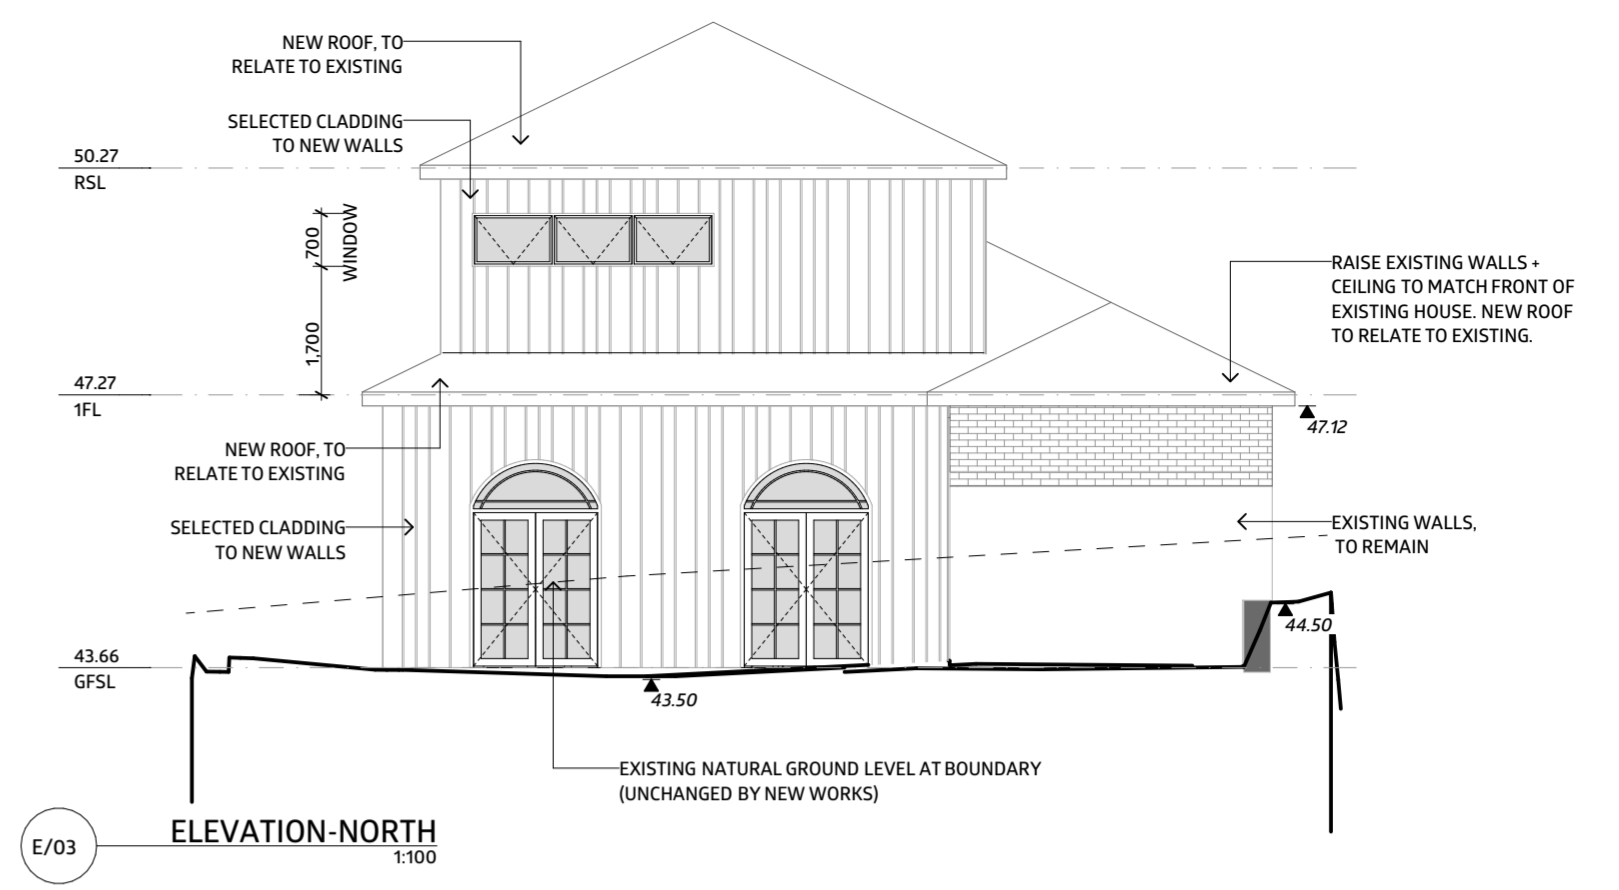 NEW ROOF, TO
RELATE TO EXISTING
SELECTED CLADDING
TO NEW WALLS
50.27
RSL
700
WINDOW
1,700
RAISE EXISTING WALLS +
CEILING TO MATCH FRONT OF
EXISTING HOUSE. NEW ROOF
TO RELATE TO EXISTING.
47.27
1FL
47.12
NEW ROOF, TO
RELATE TO EXISTING
SELECTED CLADDING
TO NEW WALLS
EXISTING WALLS,
TO REMAIN
44.50
43.66
GFSL
43.50
EXISTING NATURAL GROUND LEVEL AT BOUNDARY
(UNCHANGED BY NEW WORKS)
E/03
ELEVATION-NORTH
1:100